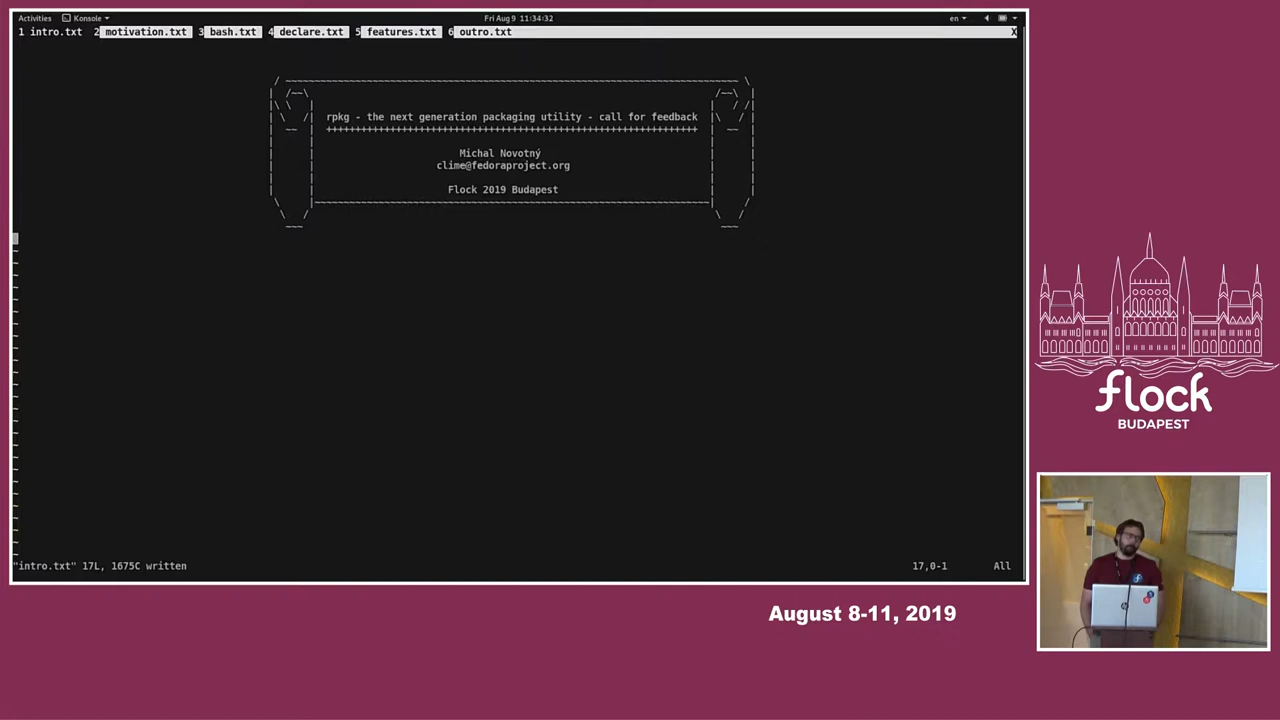 Activities Konsole Fri Aug 9 11:34:32 en
1 intro.txt 2 motivation.txt 3 bash.txt 4 declare.txt 5 features.txt 6 outro.txt X
rpkg - the next generation packaging utility - call for feedback
++++++++++++++++++++++++++++++++++++++++++++++++++++++++++++++++
Michal Novotný
clime@fedoraproject.org
Flock 2019 Budapest
"intro.txt" 17L, 1675C written 17,0-1 All
flock
BUDAPEST
August 8-11, 2019